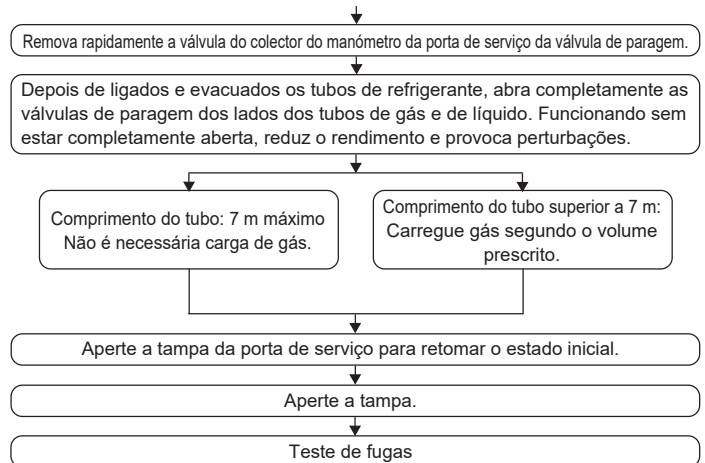 Remova rapidamente a válvula do colector do manómetro da porta de serviço da válvula de paragem.
Depois de ligados e evacuados os tubos de refrigerante, abra completamente as
válvulas de paragem dos lados dos tubos de gás e de líquido. Funcionando sem
estar completamente aberta, reduz o rendimento e provoca perturbações.
Comprimento do tubo: 7 m máximo
Não é necessária carga de gás.
Comprimento do tubo superior a 7 m:
Carregue gás segundo o volume
prescrito.
Aperte a tampa da porta de serviço para retomar o estado inicial.
Aperte a tampa.
Teste de fugas